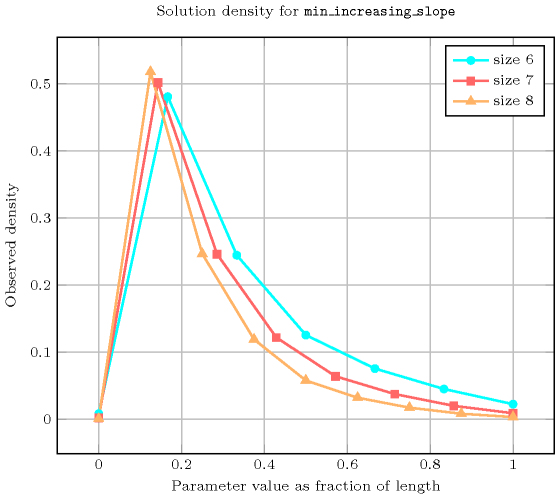 Solution density for min_increasing_slope
size 6
size 7
size 8
0.5
0.4
0.3
0.2
0.1
0
Observed density
0 0.2 0.4 0.6 0.8 1
Parameter value as fraction of length